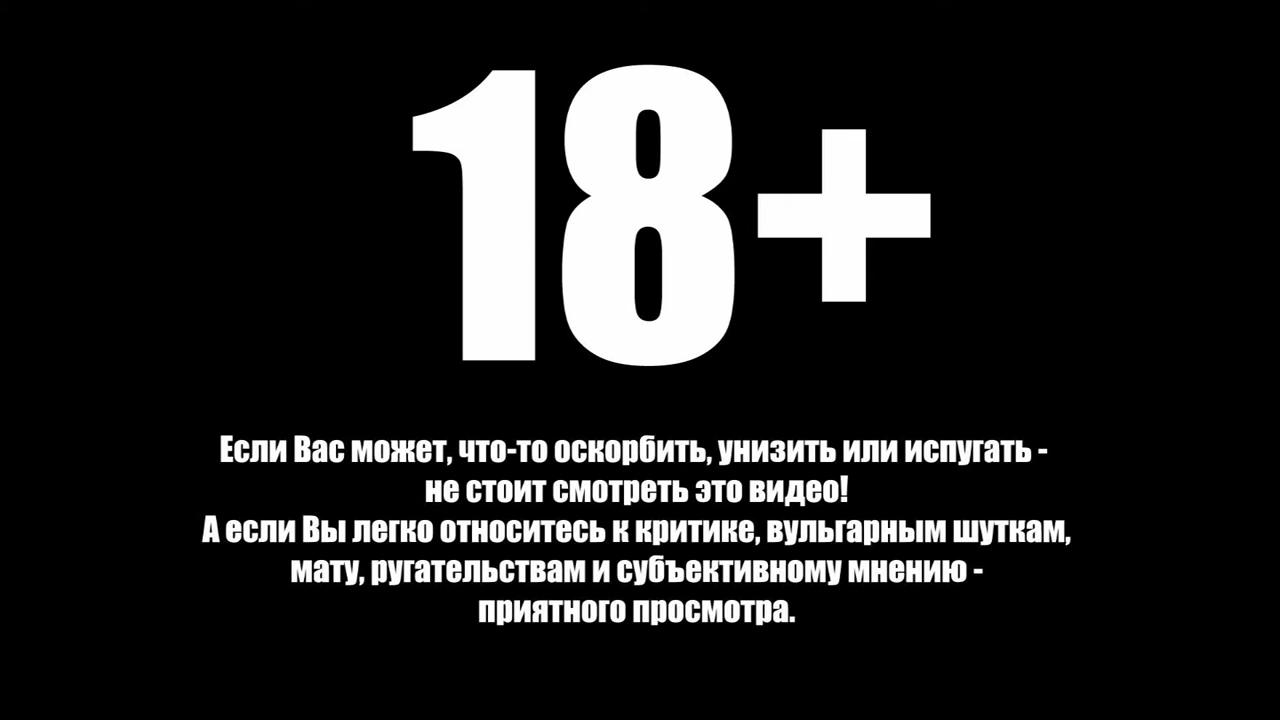 18+
Если Вас может, что-то оскорбить, унизить или испугать -
не стоит смотреть это видео!
А если Вы легко относитесь к критике, вульгарным шуткам,
мату, ругательствам и субъективному мнению -
приятного просмотра.